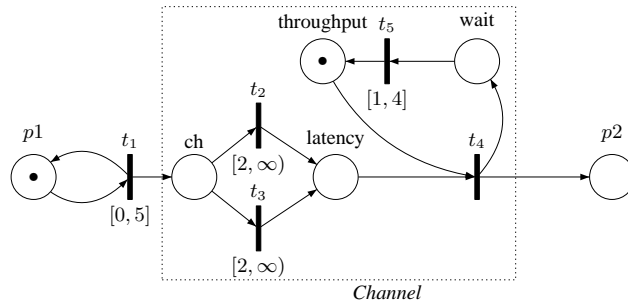 throughput t₅ wait
[1, 4]
t₂
p1 t₁ ch latency t₄ p2
[2, ∞)
t₃
[0, 5]
[2, ∞)
Channel